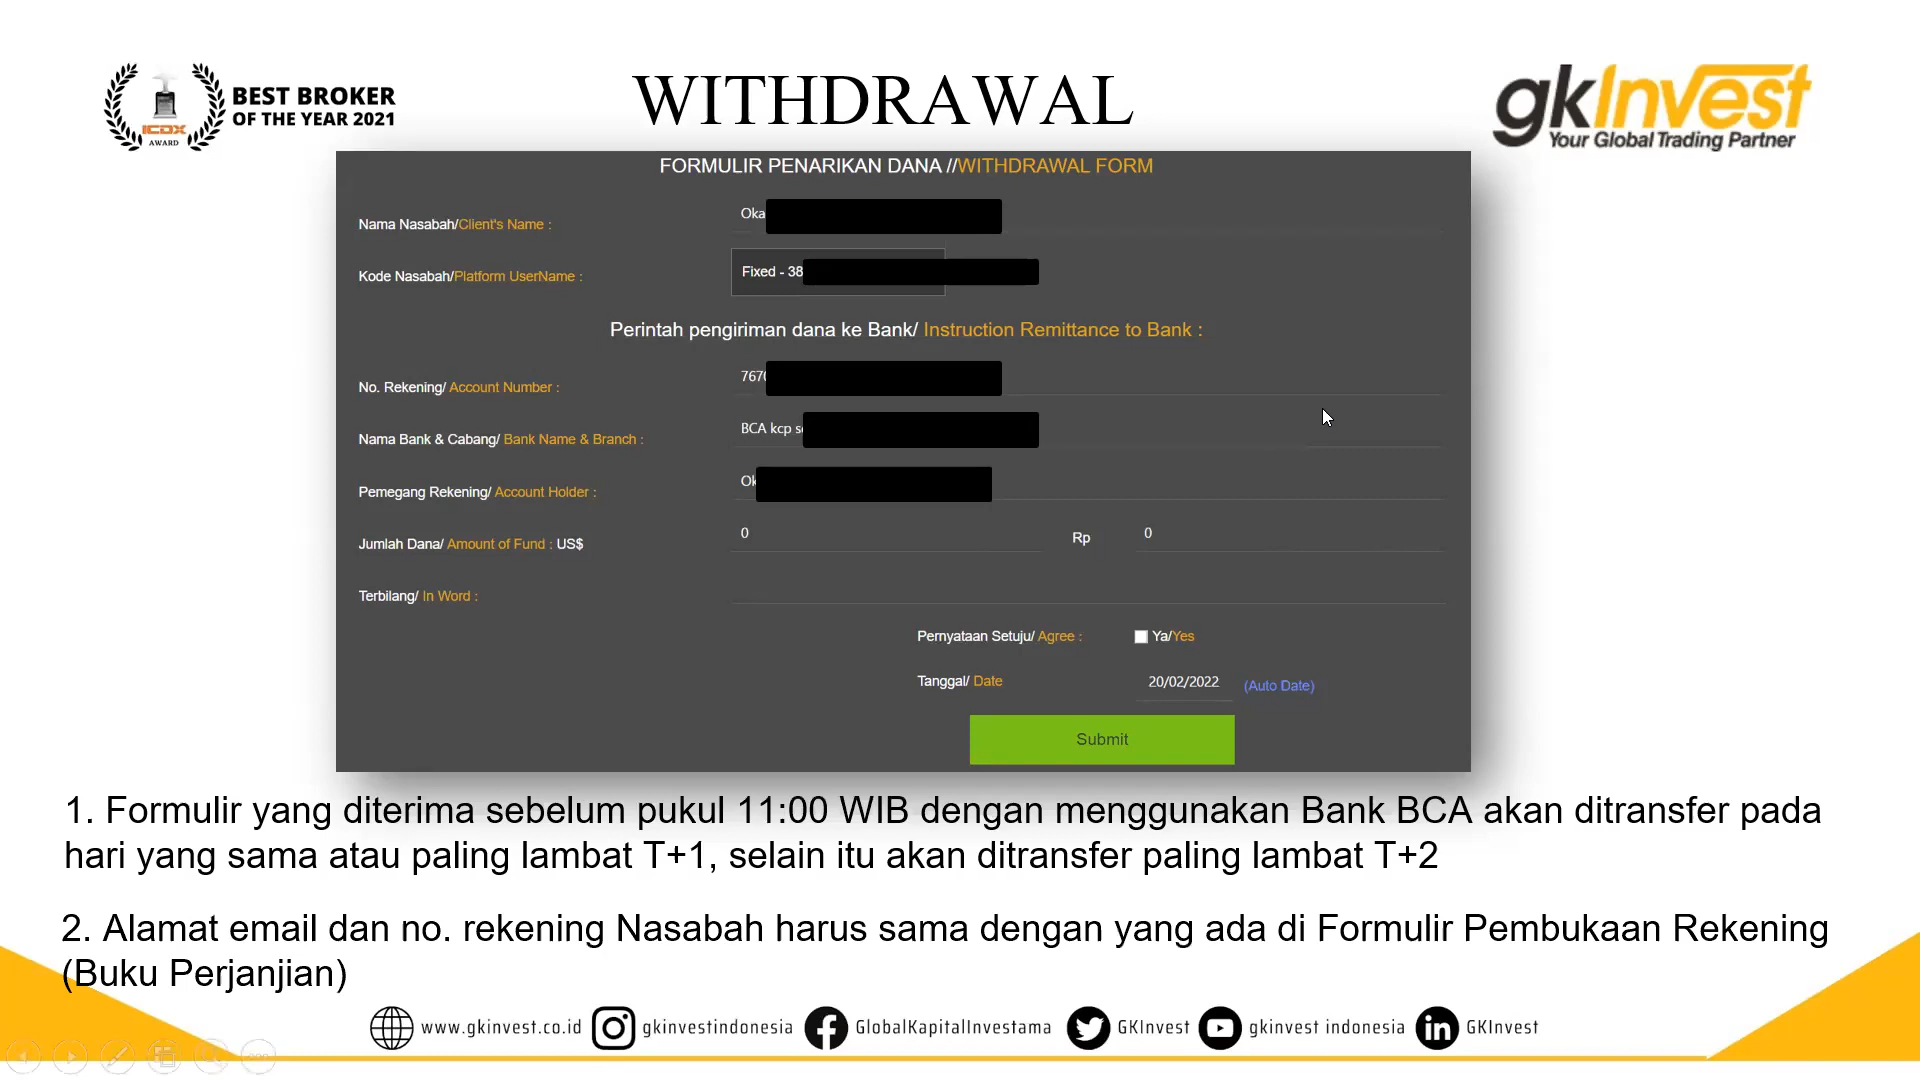 ICDX
AWARD
BEST BROKER
OF THE YEAR 2021
WITHDRAWAL
gkInvest
Your Global Trading Partner
FORMULIR PENARIKAN DANA //WITHDRAWAL FORM
Nama Nasabah/Client's Name :
Oka
Kode Nasabah/Platform UserName :
Fixed - 38
Perintah pengiriman dana ke Bank/ Instruction Remittance to Bank :
No. Rekening/ Account Number :
767
Nama Bank & Cabang/ Bank Name & Branch :
BCA kcp
Pemegang Rekening/ Account Holder :
Ok
Jumlah Dana/ Amount of Fund : US$
0
Rp
0
Terbilang/ In Word :
Pernyataan Setuju/ Agree :
Ya/Yes
Tanggal/ Date
20/02/2022
(Auto Date)
Submit
1. Formulir yang diterima sebelum pukul 11:00 WIB dengan menggunakan Bank BCA akan ditransfer pada
hari yang sama atau paling lambat T+1, selain itu akan ditransfer paling lambat T+2
2. Alamat email dan no. rekening Nasabah harus sama dengan yang ada di Formulir Pembukaan Rekening
(Buku Perjanjian)
www.gkinvest.co.id gkinvestindonesia GlobalKapitalInvestama GKInvest gkinvest indonesia GKInvest